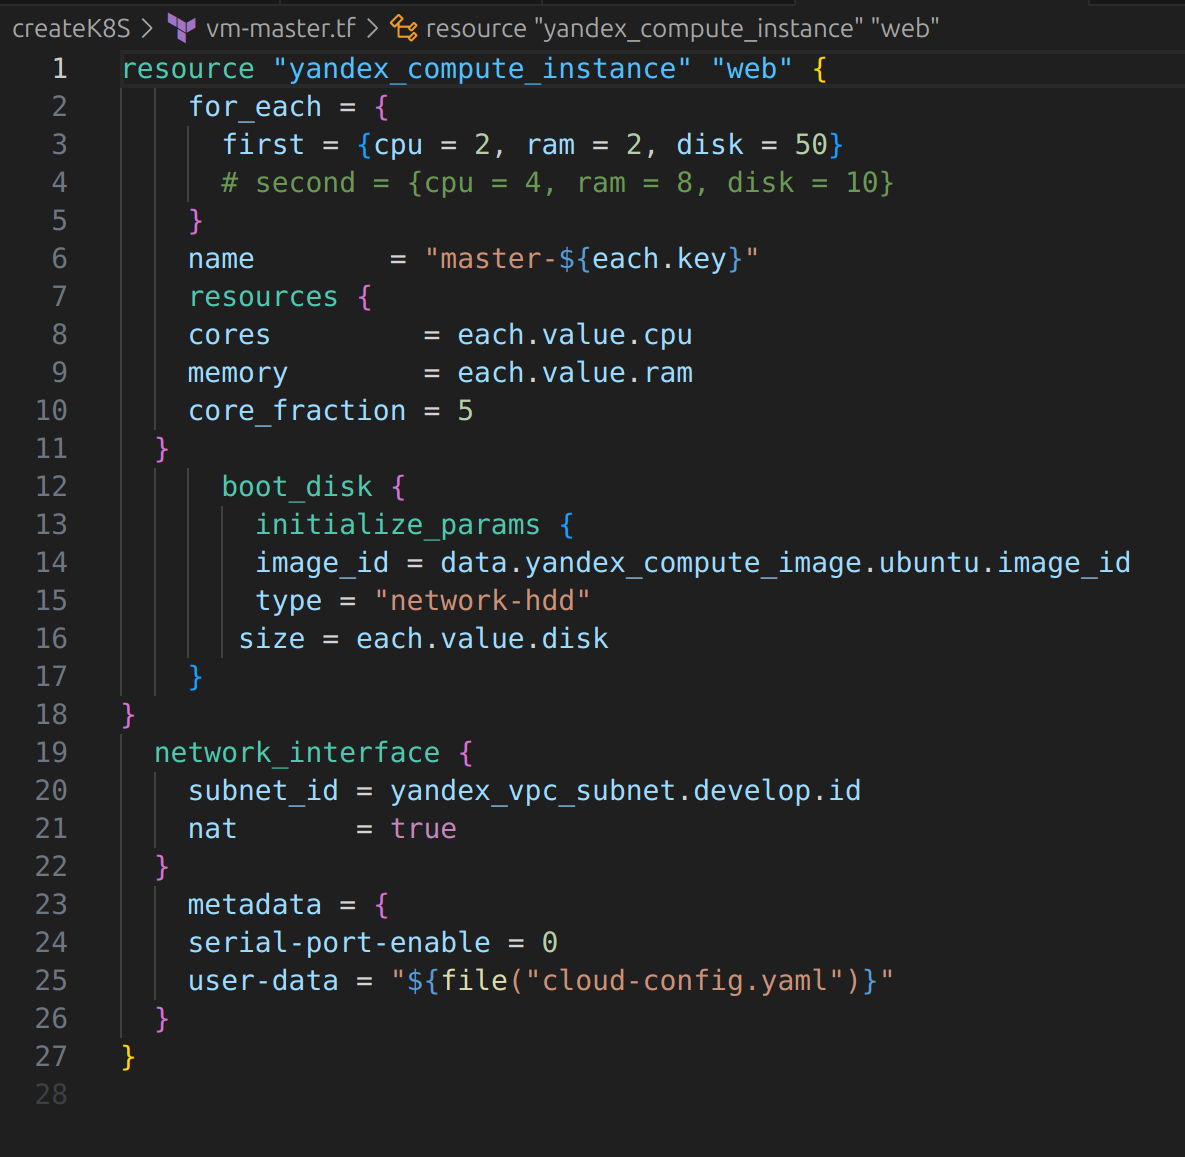 createK8S > vm-master.tf > resource "yandex_compute_instance" "web"
1 resource "yandex_compute_instance" "web" {
2     for_each = {
3       first = {cpu = 2, ram = 2, disk = 50}
4       # second = {cpu = 4, ram = 8, disk = 10}
5     }
6     name        = "master-${each.key}"
7     resources {
8     cores         = each.value.cpu
9     memory        = each.value.ram
10     core_fraction = 5
11   }
12       boot_disk {
13         initialize_params {
14         image_id = data.yandex_compute_image.ubuntu.image_id
15         type = "network-hdd"
16        size = each.value.disk
17     }
18 }
19   network_interface {
20     subnet_id = yandex_vpc_subnet.develop.id
21     nat       = true
22   }
23     metadata = {
24     serial-port-enable = 0
25     user-data = "${file("cloud-config.yaml")}"
26   }
27 }
28